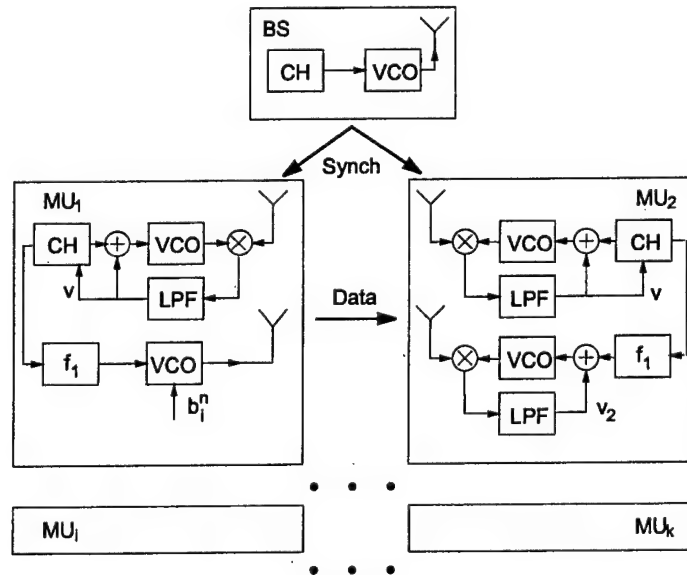 BS
CH
VCO
Synch
MU₁
CH
VCO
v
LPF
f₁
VCO
bᵢⁿ
Data
MU₂
VCO
CH
LPF
v
VCO
f₁
LPF
v₂
MUᵢ
MUₖ